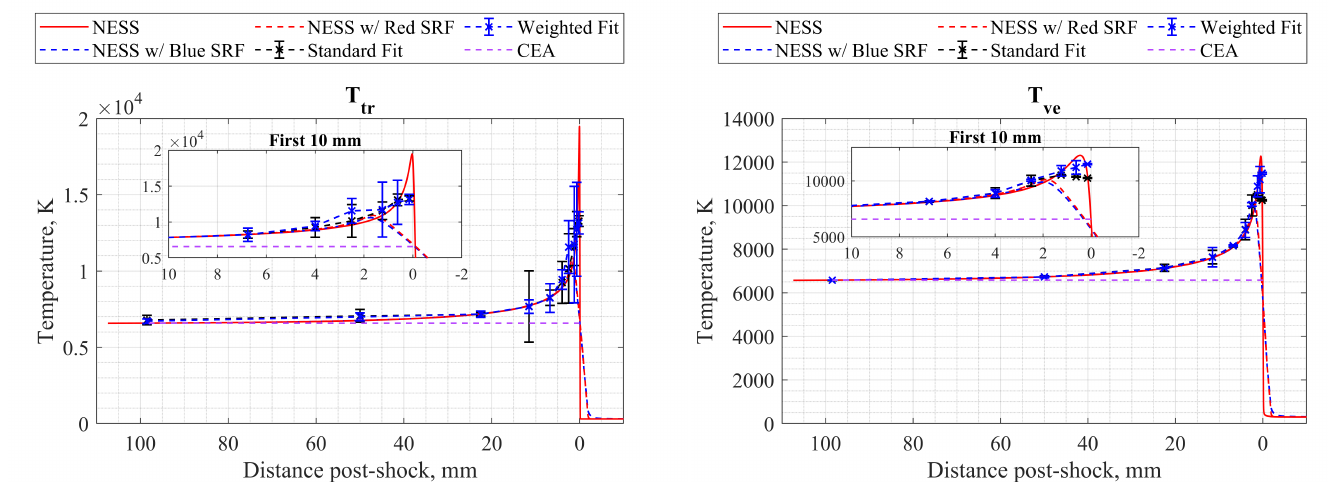 NESS NESS w/ Red SRF Weighted Fit
NESS w/ Blue SRF Standard Fit CEA
T_tr
×10^4
2
1.5
1
0.5
0
Temperature, K
100 80 60 40 20 0
Distance post-shock, mm
First 10 mm
×10^4
2
1.5
1
0.5
10 8 6 4 2 0 -2
NESS NESS w/ Red SRF Weighted Fit
NESS w/ Blue SRF Standard Fit CEA
T_ve
14000
12000
10000
8000
6000
4000
2000
0
Temperature, K
100 80 60 40 20 0
Distance post-shock, mm
First 10 mm
10000
5000
10 8 6 4 2 0 -2